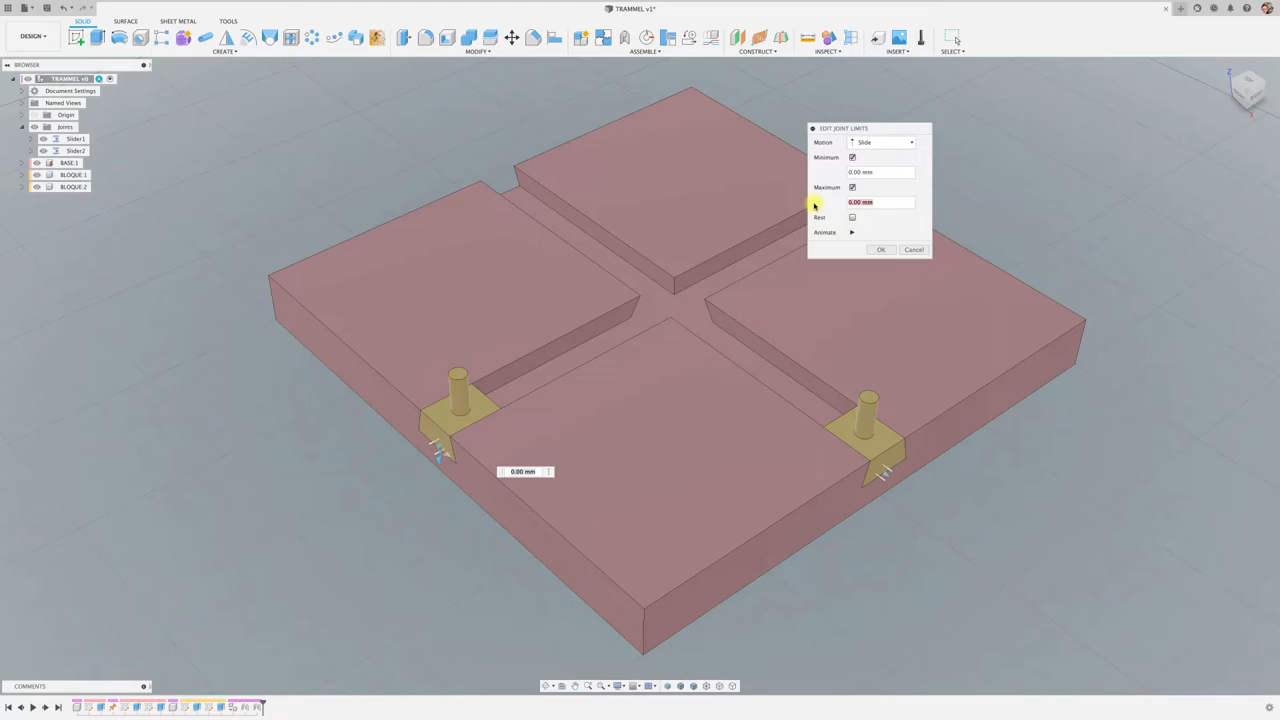 TRAMMEL v1*
DESIGN
SOLID
SURFACE
SHEET METAL
TOOLS
CREATE
MODIFY
ASSEMBLE
CONSTRUCT
INSPECT
INSERT
SELECT
BROWSER
TRAMMEL v0
Document Settings
Named Views
Origin
Joints
Slider1
Slider2
BASE:1
BLOQUE:1
BLOQUE:2
EDIT JOINT LIMITS
Motion Slide
Minimum
0.00 mm
Maximum
0.00 mm
Rest
Animate
OK Cancel
0.00 mm
COMMENTS